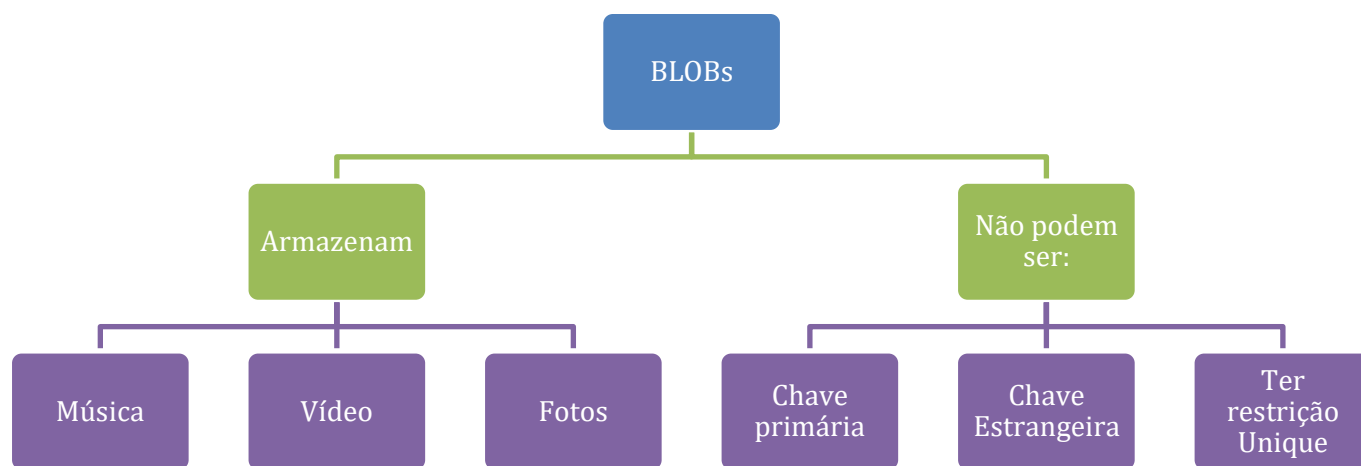 BLOBs
Armazenam
Não podem
ser:
Música
Vídeo
Fotos
Chave
primária
Chave
Estrangeira
Ter
restrição
Unique